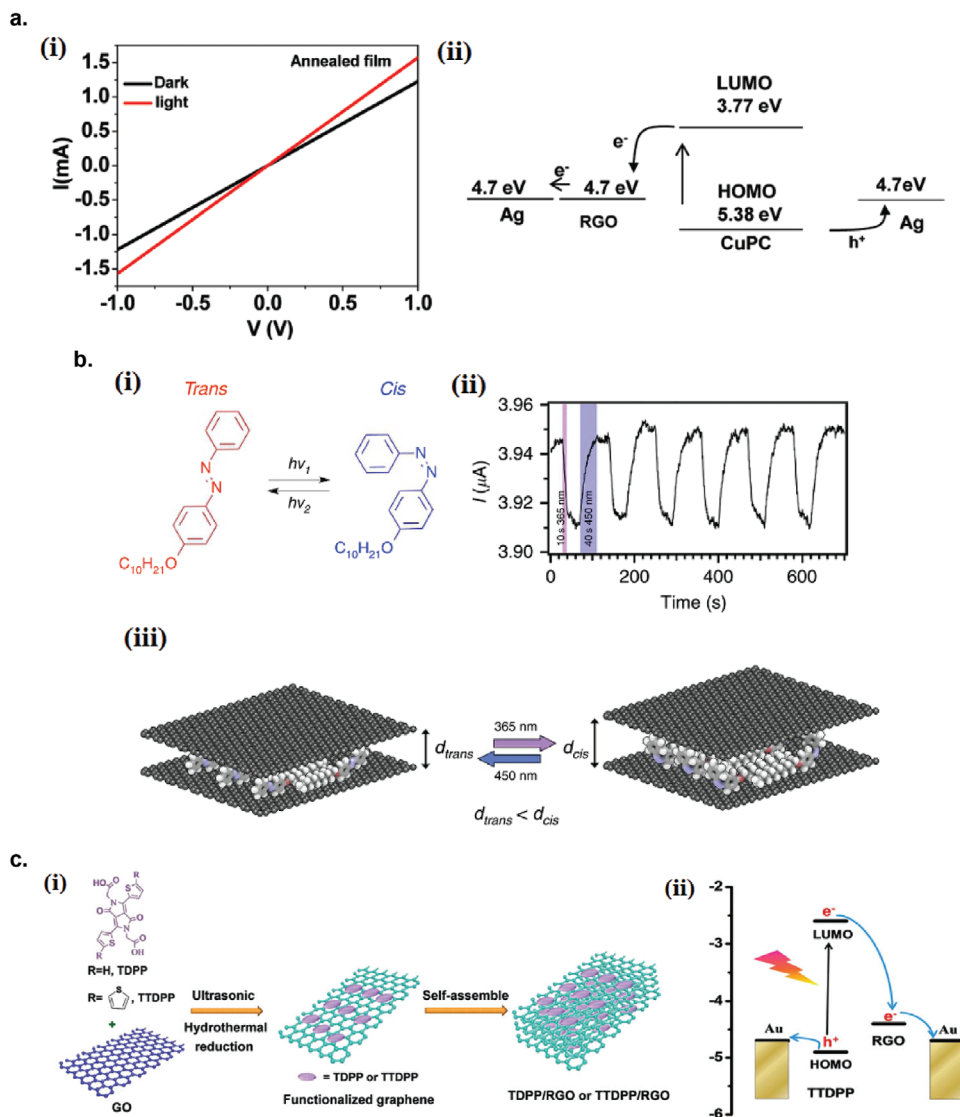 a.
(i)
Annealed film
Dark
light
1.5
1.0
0.5
0.0
-0.5
-1.0
-1.5
I(mA)
-1.0 -0.5 0.0 0.5 1.0
V (V)
(ii)
LUMO
3.77 eV
e-
e-
4.7 eV
Ag
4.7 eV
RGO
HOMO
5.38 eV
CuPC
h+
4.7eV
Ag
b.
(i)
Trans
Cis
N
N
N
N
hv1
hv2
C10H21O
C10H21O
(ii)
3.96
3.94
3.92
3.90
I (µA)
10 s 365 nm
40 s 450 nm
0 200 400 600
Time (s)
(iii)
dtrans
365 nm
450 nm
dcis
dtrans < dcis
c.
(i)
R
HO
O
S
N
O
O
N
S
O
OH
R
R=H, TDPP
R= S , TTDPP
+
GO
Ultrasonic
Hydrothermal
reduction
= TDPP or TTDPP
Functionalized graphene
Self-assemble
TDPP/RGO or TTDPP/RGO
(ii)
-2
-3
-4
-5
-6
e-
LUMO
Au
h+
HOMO
TTDPP
e-
RGO
Au